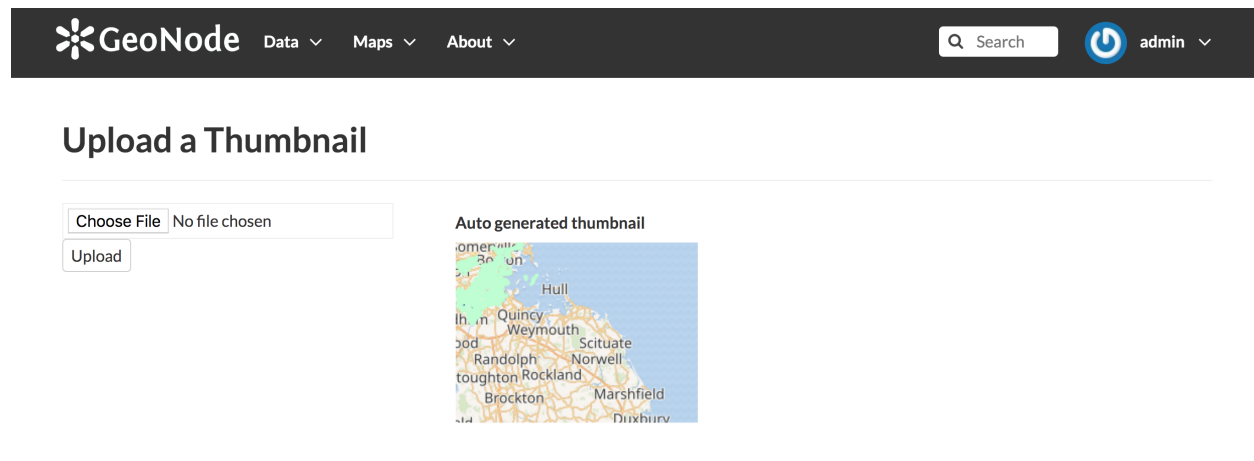 GeoNode Data Maps About Search admin
Upload a Thumbnail
Choose File No file chosen
Upload
Auto generated thumbnail
Hull
Quincy
Weymouth
Scituate
Randolph Norwell
Rockland
Brockton Marshfield
Duxbury